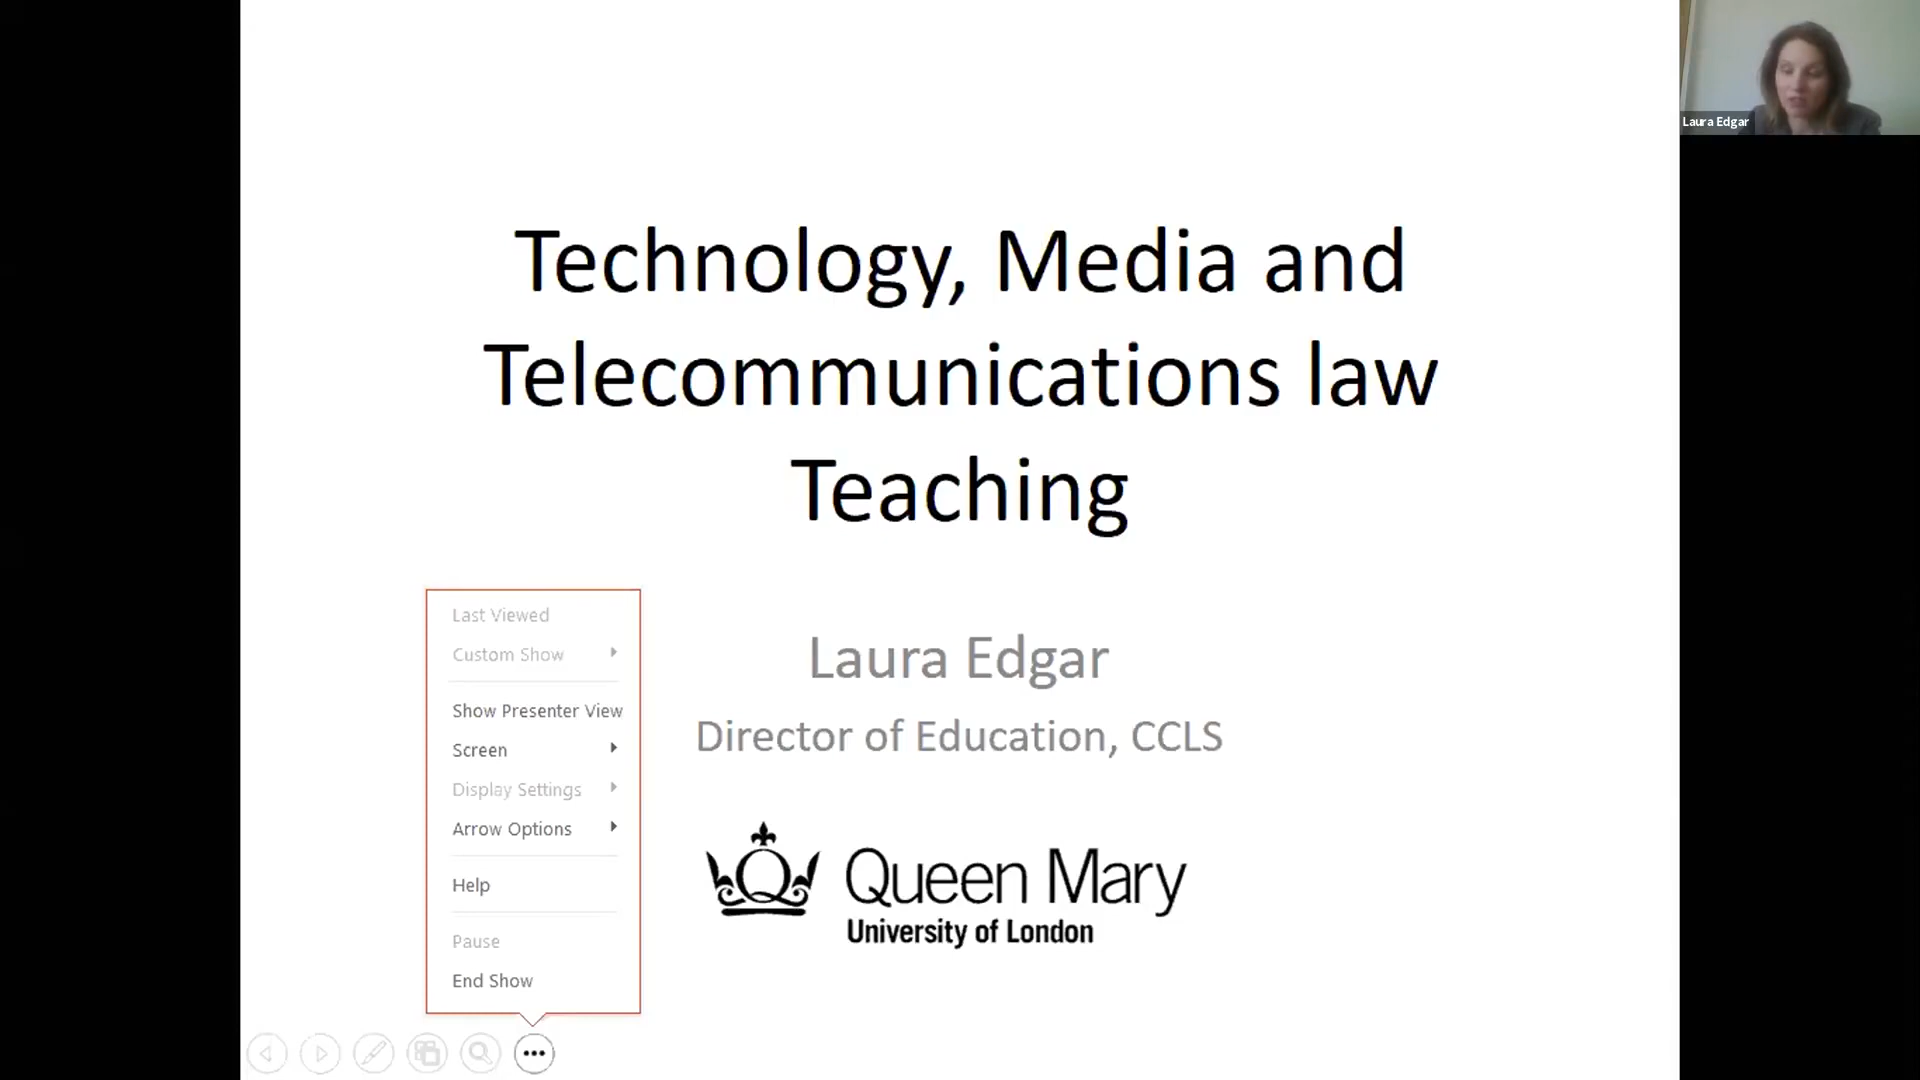 Laura Edgar
Technology, Media and
Telecommunications law
Teaching
Laura Edgar
Director of Education, CCLS
Queen Mary
University of London
Last Viewed
Custom Show
Show Presenter View
Screen
Display Settings
Arrow Options
Help
Pause
End Show